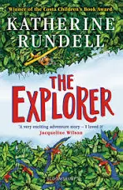 Winner of the Costa Children's Book Award
KATHERINE
RUNDELL
THE
EXPLORER
'A very exciting adventure story – I loved it'
Jacqueline Wilson
BLOOMSBURY